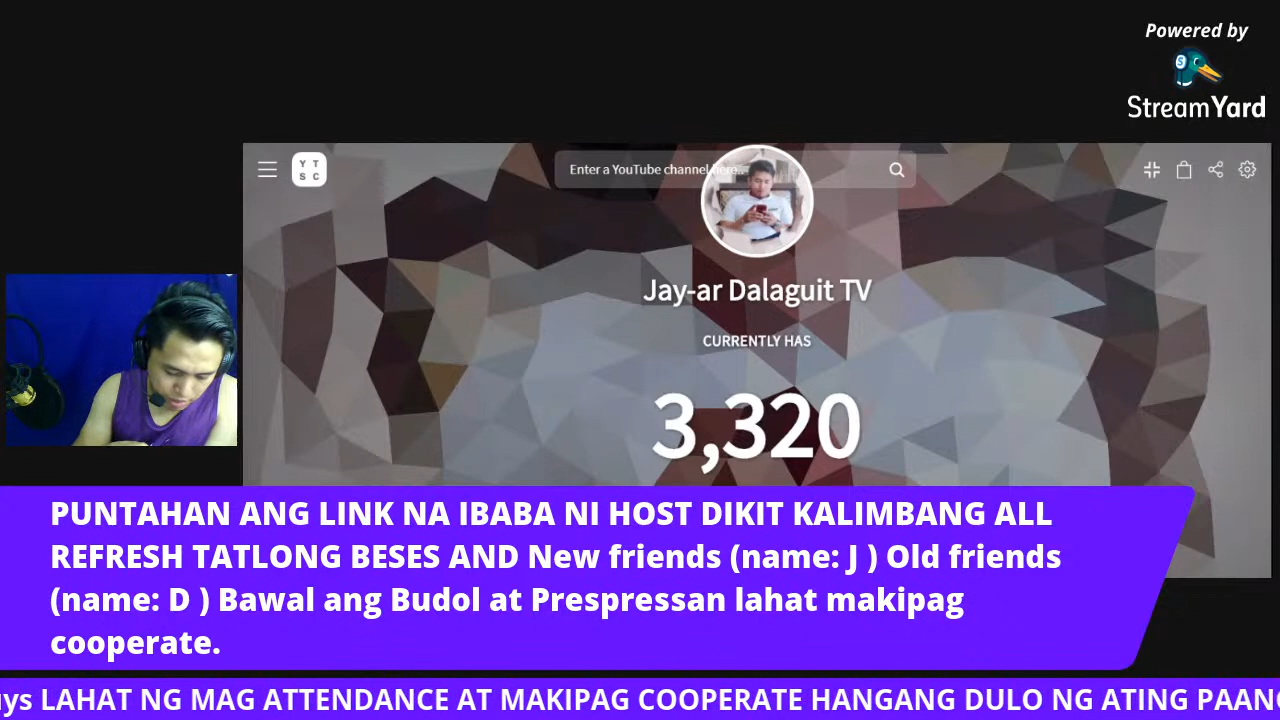 Powered by
StreamYard
Y T
S C
Enter a YouTube channel here...
Jay-ar Dalaguit TV
CURRENTLY HAS
3,320
PUNTAHAN ANG LINK NA IBABA NI HOST DIKIT KALIMBANG ALL
REFRESH TATLONG BESES AND New friends (name: J ) Old friends
(name: D ) Bawal ang Budol at Prespressan lahat makipag
cooperate.
LAHAT NG MAG ATTENDANCE AT MAKIPAG COOPERATE HANGANG DULO NG ATING